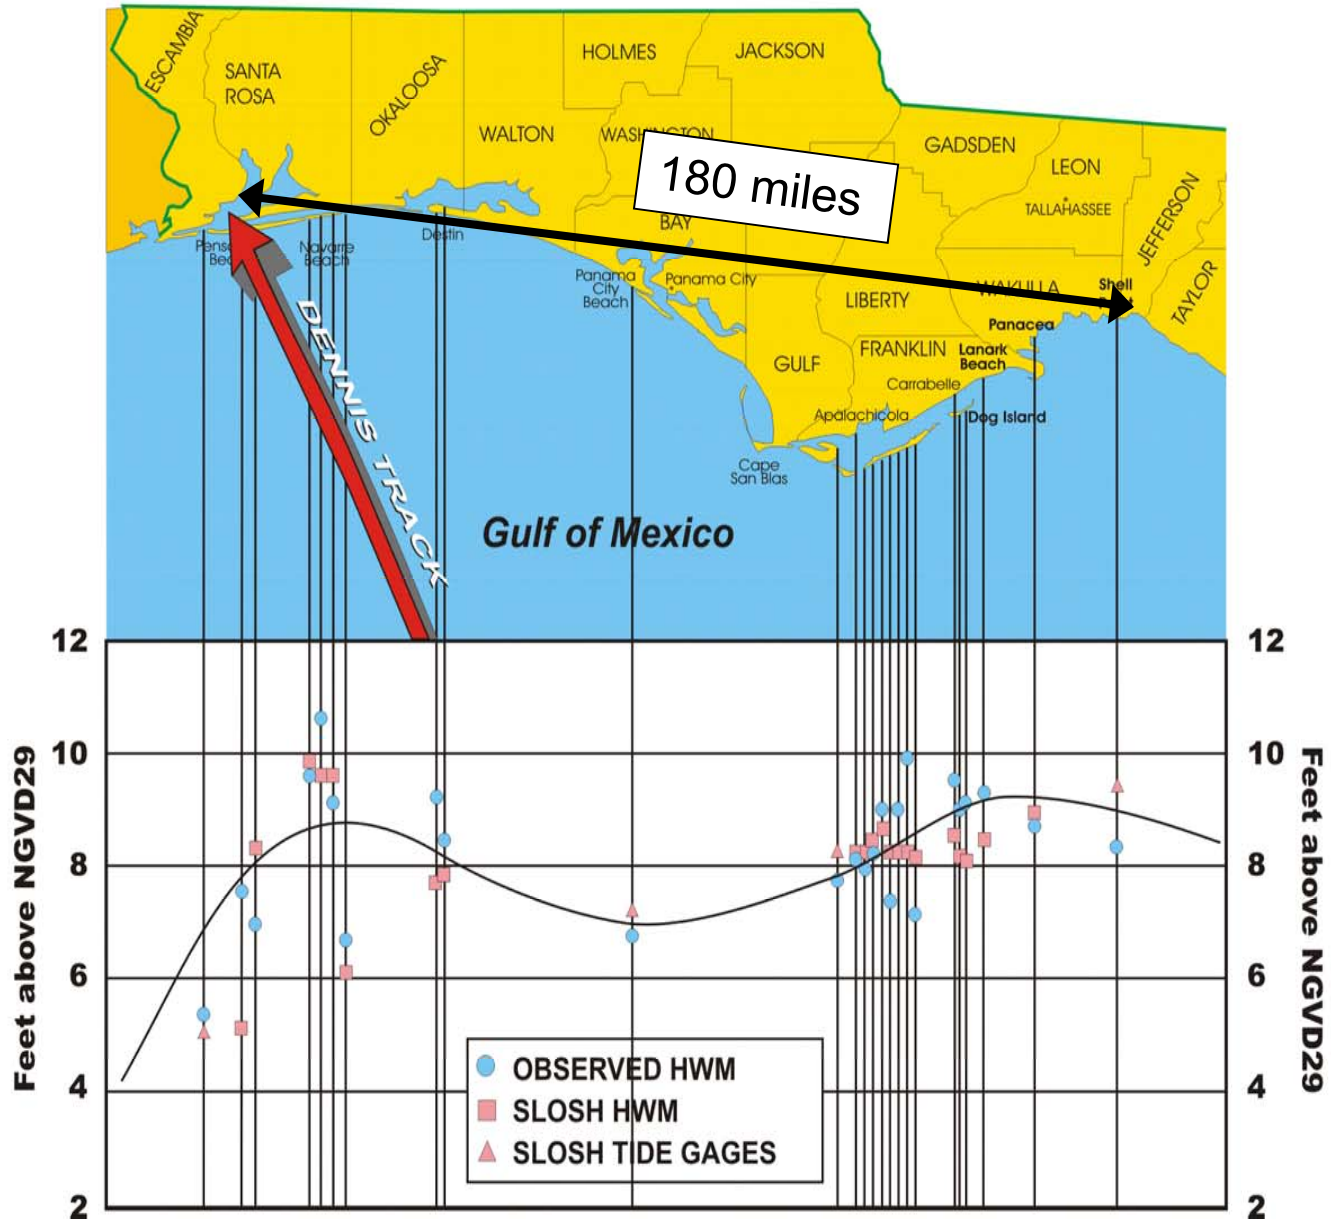 ESCAMBIA
SANTA
ROSA
OKALOOSA
HOLMES
JACKSON
WALTON
WASHINGTON
GADSDEN
LEON
TALLAHASSEE
JEFFERSON
TAYLOR
180 miles
BAY
Destin
Navarre
Beach
Panama
City
Beach
Panama City
LIBERTY
WAKULLA
Shell
Panacea
GULF
FRANKLIN
Lanark
Beach
Carrabelle
Apalachicola
Dog Island
Cape
San Blas
DENNIS TRACK
Gulf of Mexico
12
12
10
10
8
8
6
6
4
4
2
2
Feet above NGVD29
Feet above NGVD29
OBSERVED HWM
SLOSH HWM
SLOSH TIDE GAGES